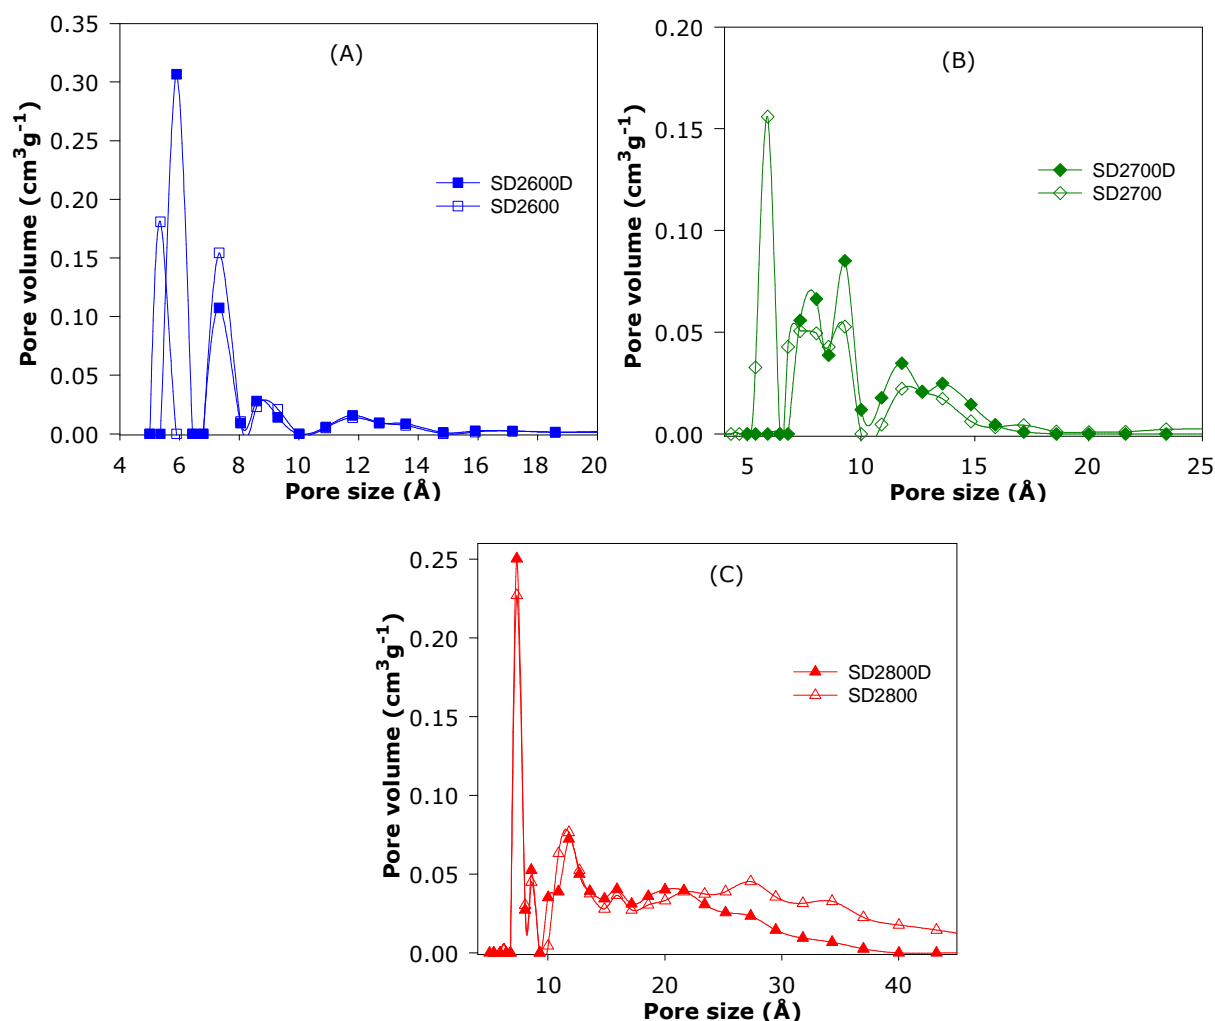 (A)
Pore volume (cm³g⁻¹)
0.35
0.30
0.25
0.20
0.15
0.10
0.05
0.00
SD2600D
SD2600
4 6 8 10 12 14 16 18 20
Pore size (Å)
(B)
Pore volume (cm³g⁻¹)
0.20
0.15
0.10
0.05
0.00
SD2700D
SD2700
5 10 15 20 25
Pore size (Å)
(C)
Pore volume (cm³g⁻¹)
0.25
0.20
0.15
0.10
0.05
0.00
SD2800D
SD2800
10 20 30 40
Pore size (Å)